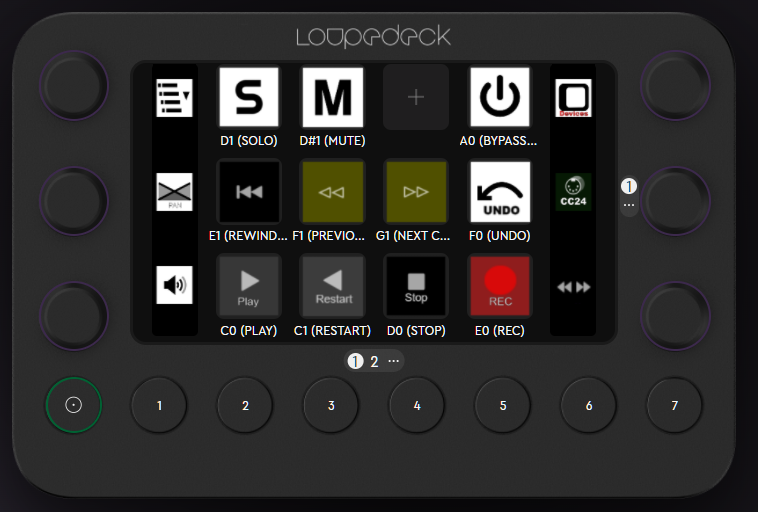 Loupedeck
S
M
+
Devices
D1 (SOLO)
D#1 (MUTE)
A0 (BYPASS...
PAN
UNDO
CC24
1
...
E1 (REWIND...
F1 (PREVIO...
G1 (NEXT C...
F0 (UNDO)
Play
Restart
Stop
REC
C0 (PLAY)
C1 (RESTART)
D0 (STOP)
E0 (REC)
1 2 ...
1
2
3
4
5
6
7